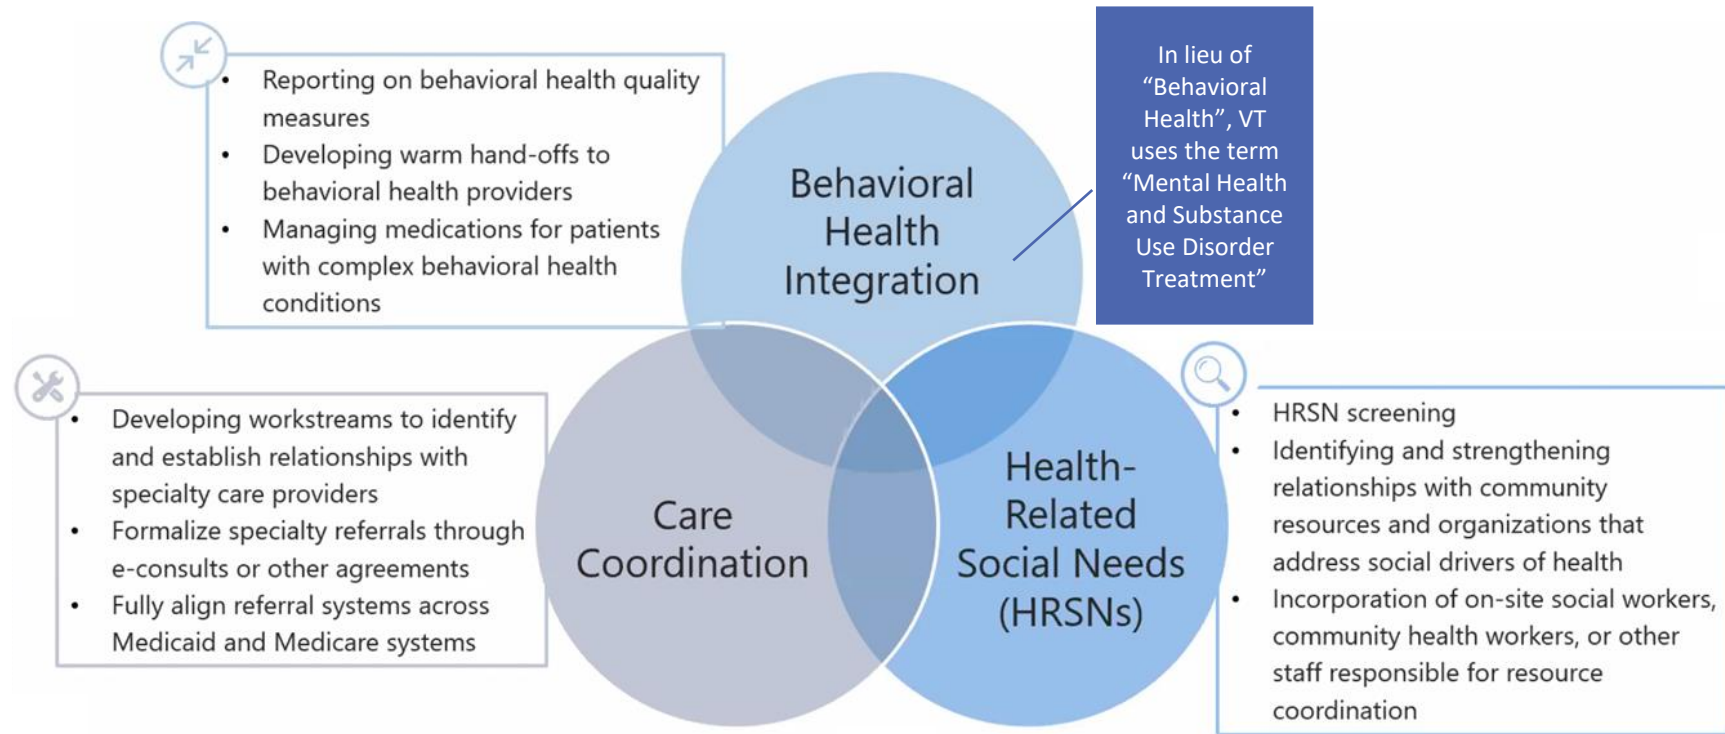 • Reporting on behavioral health quality
measures
• Developing warm hand-offs to
behavioral health providers
• Managing medications for patients
with complex behavioral health
conditions
Behavioral
Health
Integration
In lieu of
“Behavioral
Health”, VT
uses the term
“Mental Health
and Substance
Use Disorder
Treatment”
• Developing workstreams to identify
and establish relationships with
specialty care providers
• Formalize specialty referrals through
e-consults or other agreements
• Fully align referral systems across
Medicaid and Medicare systems
Care
Coordination
Health-
Related
Social Needs
(HRSNs)
• HRSN screening
• Identifying and strengthening
relationships with community
resources and organizations that
address social drivers of health
• Incorporation of on-site social workers,
community health workers, or other
staff responsible for resource
coordination